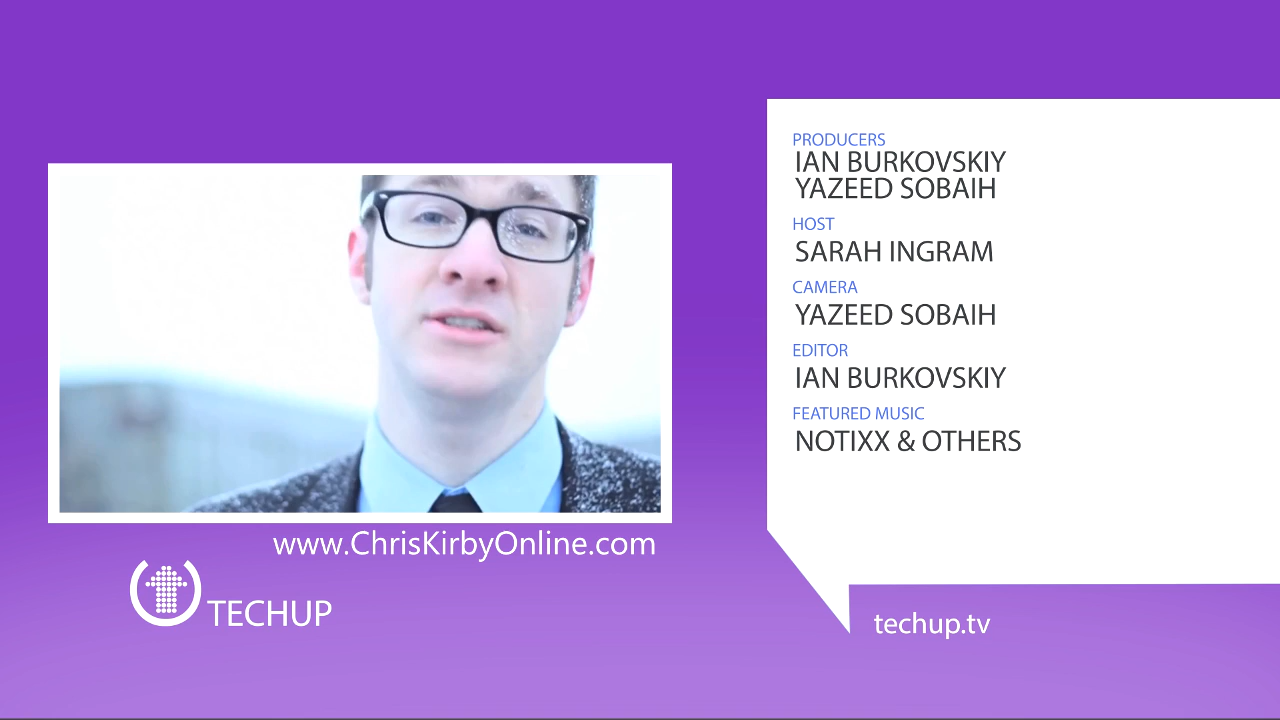 www.ChrisKirbyOnline.com
TECHUP
PRODUCERS
IAN BURKOVSKIY
YAZEED SOBAIH
HOST
SARAH INGRAM
CAMERA
YAZEED SOBAIH
EDITOR
IAN BURKOVSKIY
FEATURED MUSIC
NOTIXX & OTHERS
techup.tv